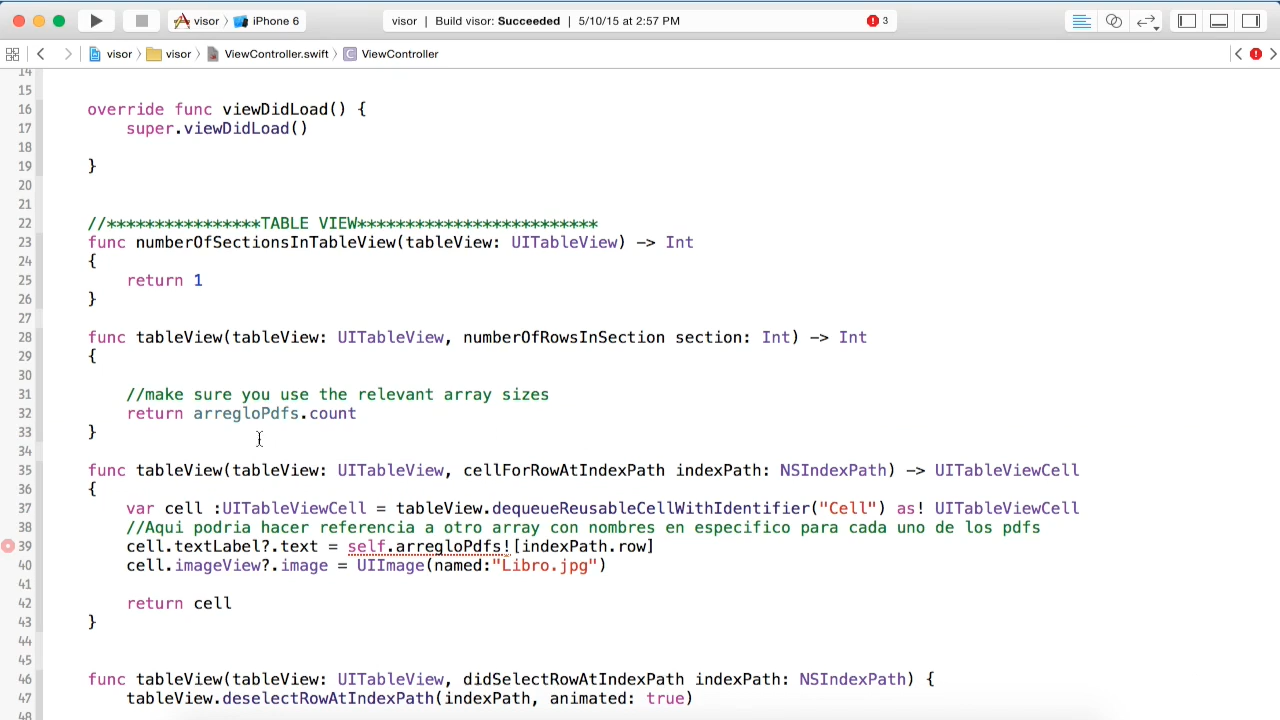 visor iPhone 6 visor | Build visor: Succeeded | 5/10/15 at 2:57 PM 3
visor visor ViewController.swift C ViewController
14
15
16 override func viewDidLoad() {
17 super.viewDidLoad()
18
19 }
20
21
22 //****************TABLE VIEW*************************
23 func numberOfSectionsInTableView(tableView: UITableView) -> Int
24 {
25 return 1
26 }
27
28 func tableView(tableView: UITableView, numberOfRowsInSection section: Int) -> Int
29 {
30
31 //make sure you use the relevant array sizes
32 return arregloPdfs.count
33 }
34
35 func tableView(tableView: UITableView, cellForRowAtIndexPath indexPath: NSIndexPath) -> UITableViewCell
36 {
37 var cell :UITableViewCell = tableView.dequeueReusableCellWithIdentifier("Cell") as! UITableViewCell
38 //Aqui podria hacer referencia a otro array con nombres en especifico para cada uno de los pdfs
39 cell.textLabel?.text = self.arregloPdfs![indexPath.row]
40 cell.imageView?.image = UIImage(named:"Libro.jpg")
41
42 return cell
43 }
44
45
46 func tableView(tableView: UITableView, didSelectRowAtIndexPath indexPath: NSIndexPath) {
47 tableView.deselectRowAtIndexPath(indexPath, animated: true)
48